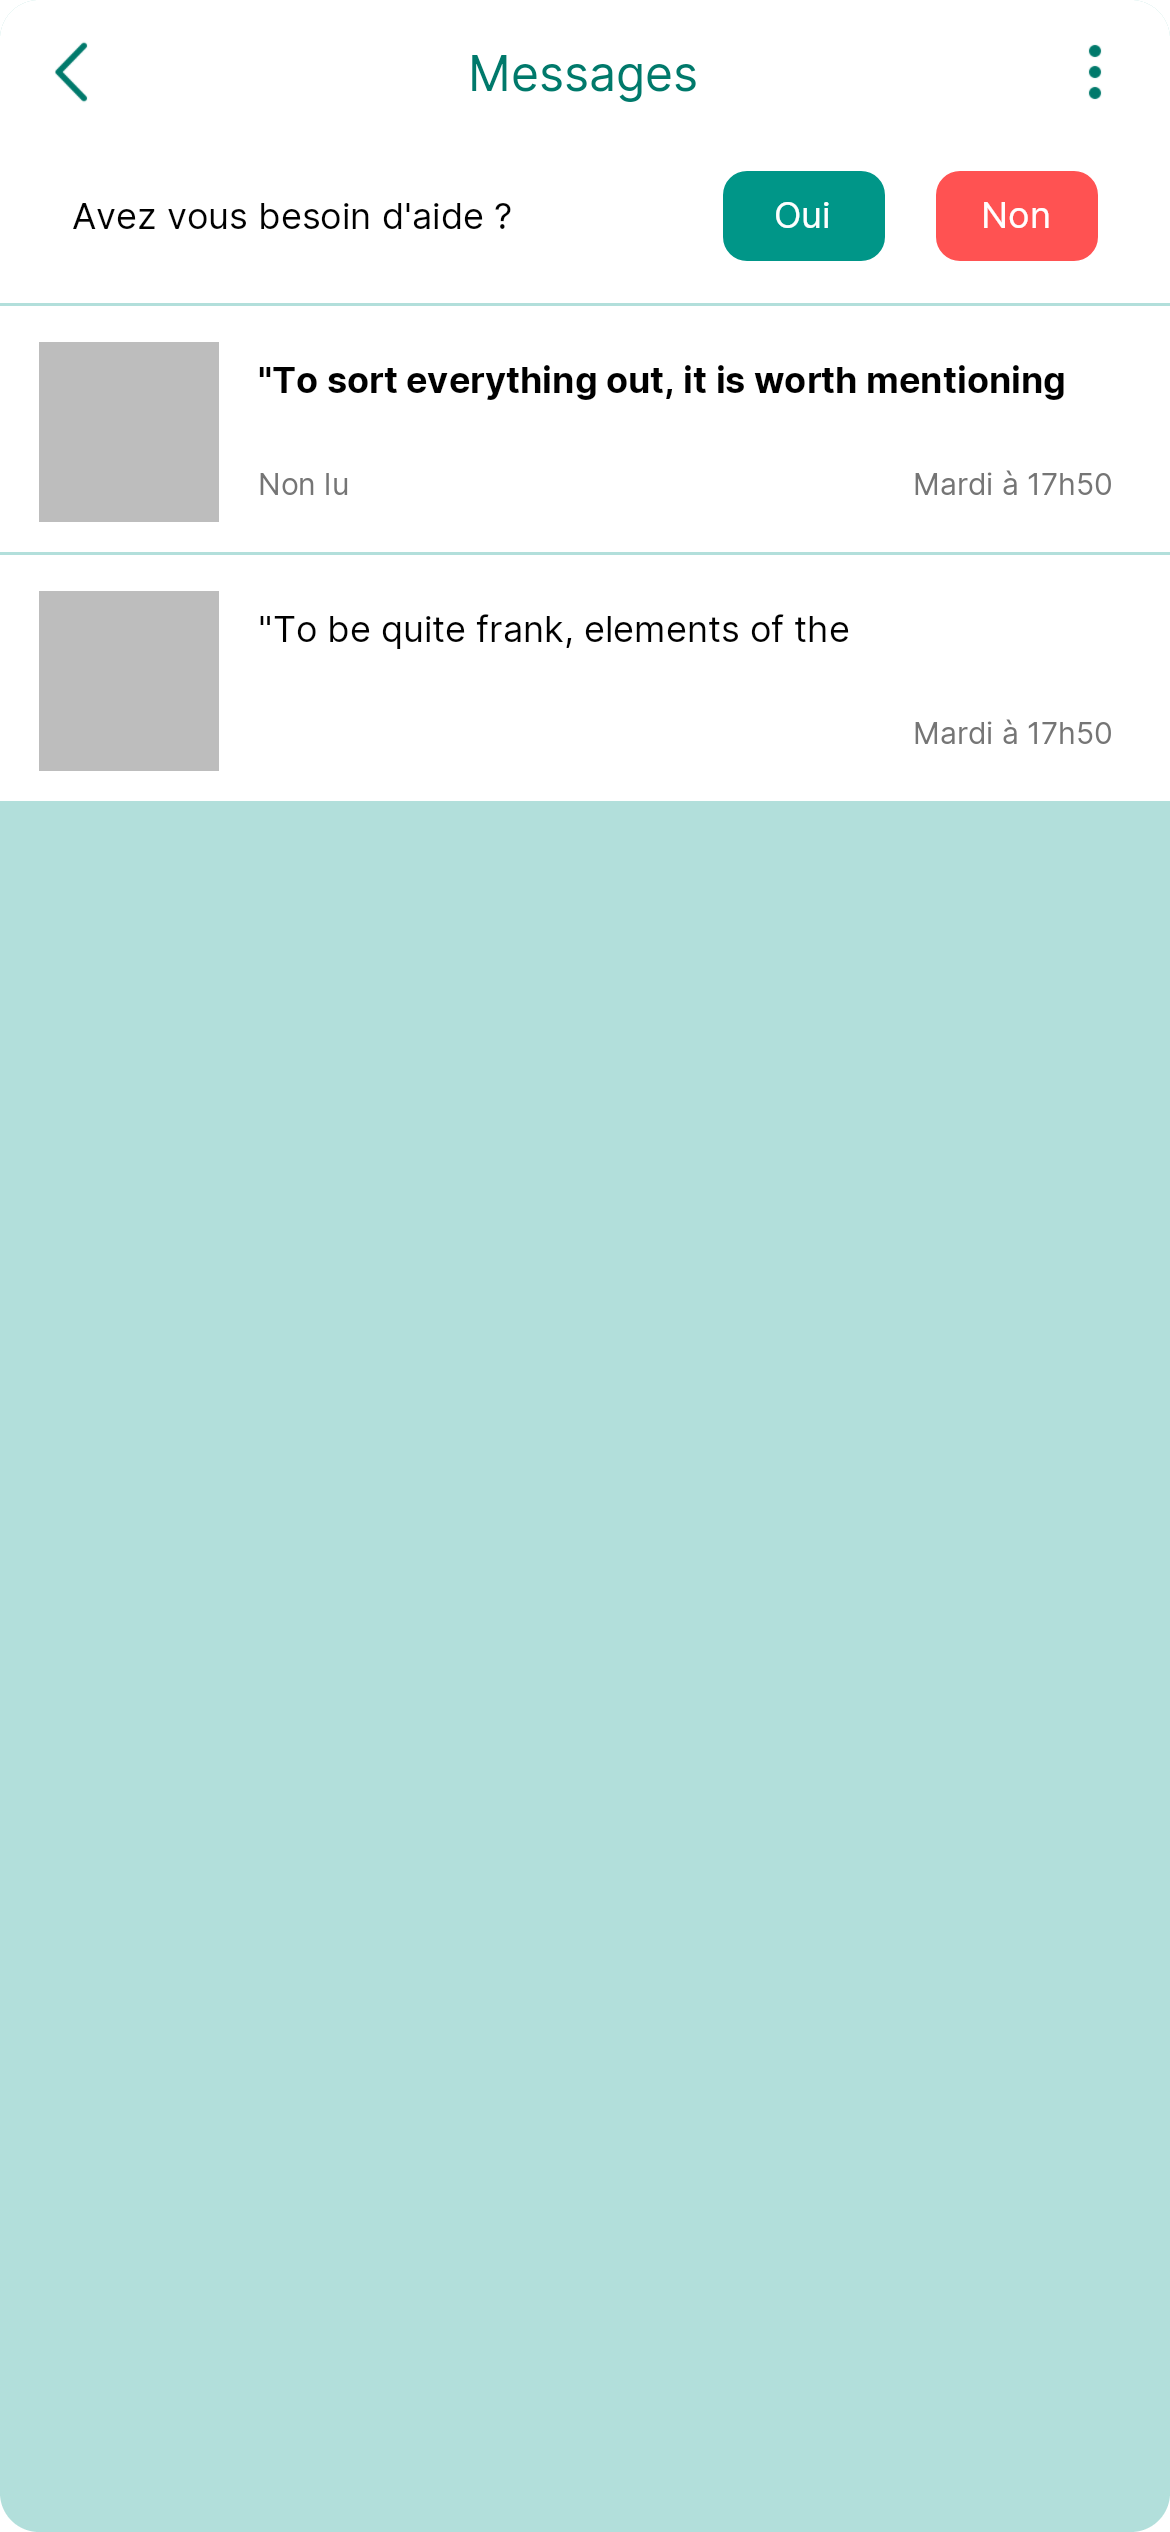 Messages
Avez vous besoin d'aide ?
Oui
Non
"To sort everything out, it is worth mentioning
Non lu
Mardi à 17h50
"To be quite frank, elements of the
Mardi à 17h50